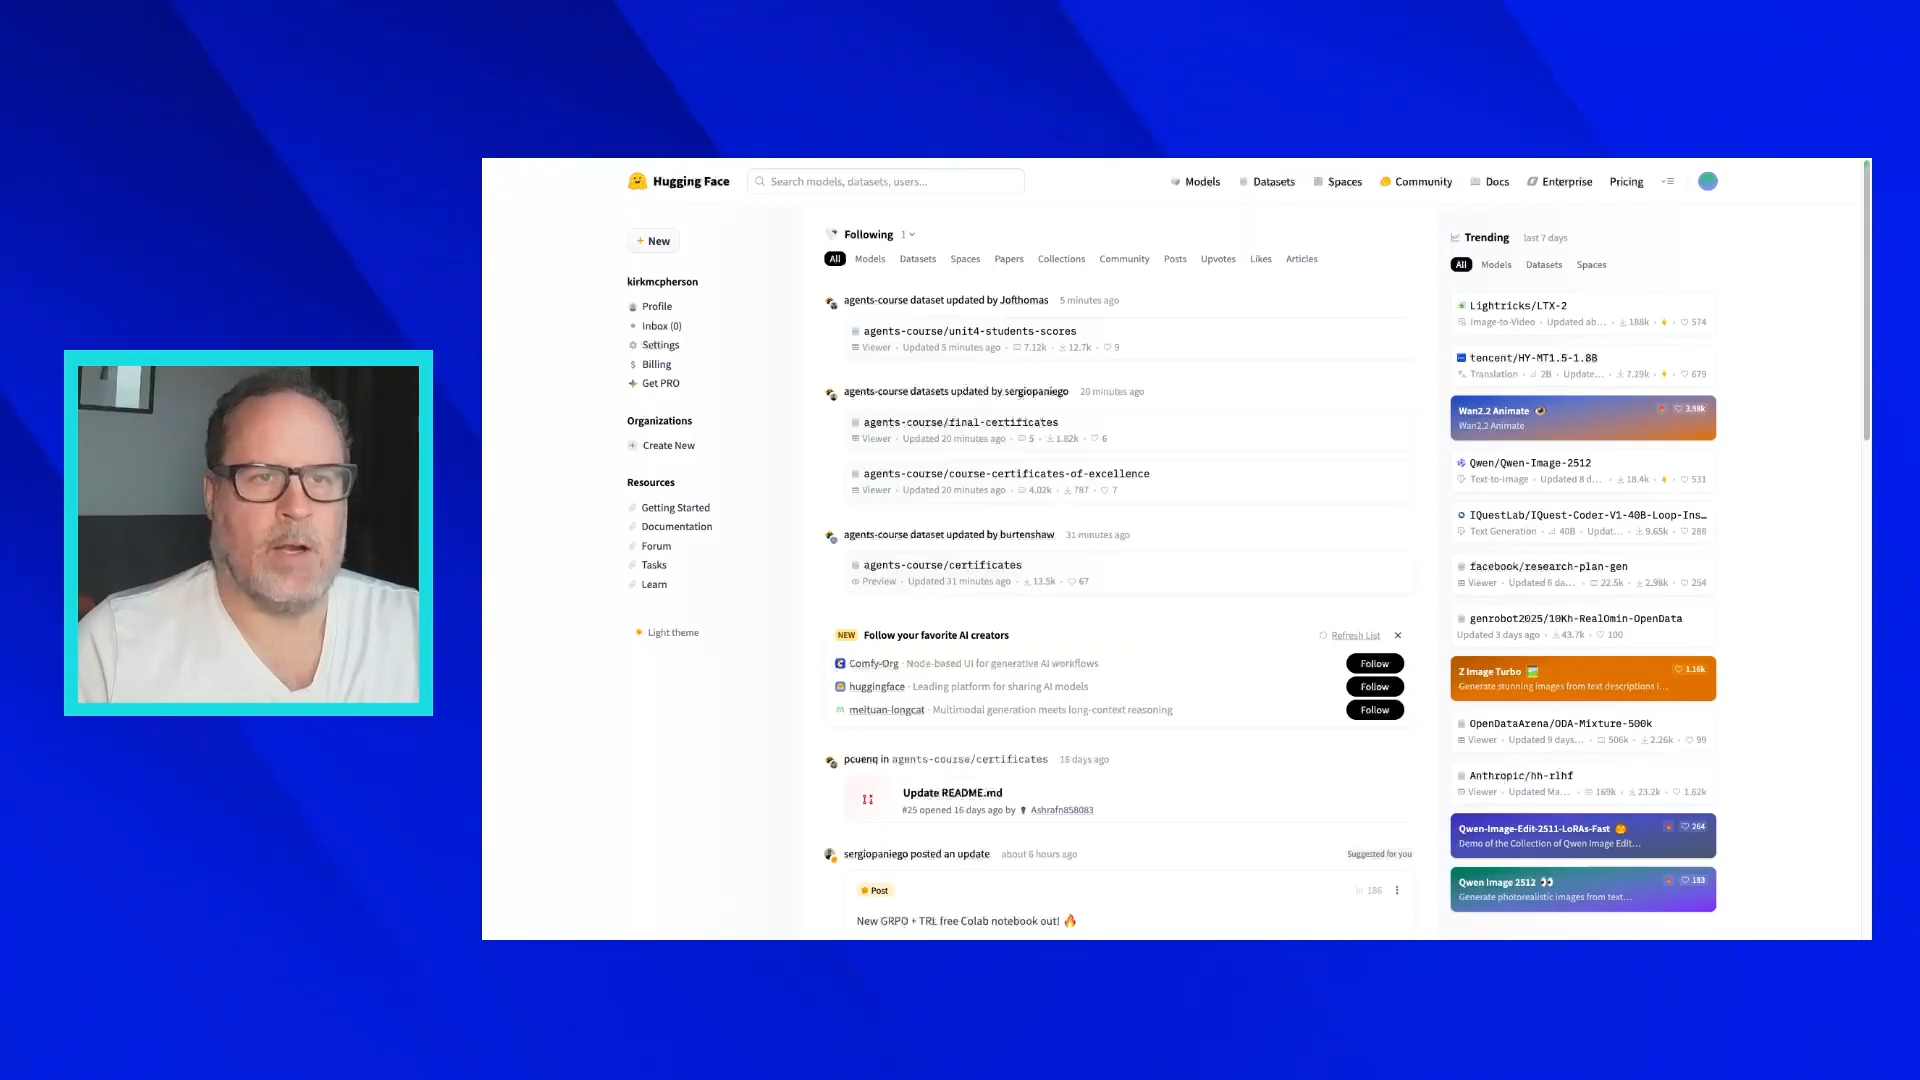 Hugging Face
Search models, datasets, users...
Models
Datasets
Spaces
Community
Docs
Enterprise
Pricing
+ New
kirkmcpherson
Profile
Inbox (0)
Settings
Billing
Get PRO
Organizations
Create New
Resources
Getting Started
Documentation
Forum
Tasks
Learn
Light theme
Following 1
All Models Datasets Spaces Papers Collections Community Posts Upvotes Likes Articles
agents-course dataset updated by Jofthomas 5 minutes ago
agents-course/unit4-students-scores
Viewer • Updated 5 minutes ago • 7.12k • 12.7k • 9
agents-course datasets updated by sergiopaniego 20 minutes ago
agents-course/final-certificates
Viewer • Updated 20 minutes ago • 5 • 1.82k • 6
agents-course/course-certificates-of-excellence
Viewer • Updated 20 minutes ago • 4.02k • 787 • 7
agents-course dataset updated by burtenshaw 31 minutes ago
agents-course/certificates
Preview • Updated 31 minutes ago • 13.5k • 67
NEW Follow your favorite AI creators Refresh List
Comfy-Org · Node-based UI for generative AI workflows Follow
huggingface · Leading platform for sharing AI models Follow
meituan-longcat · Multimodal generation meets long-context reasoning Follow
pcuenq in agents-course/certificates 16 days ago
Update README.md
#25 opened 16 days ago by Ashrafn858083
sergiopaniego posted an update about 6 hours ago Suggested for you
Post 186
New GRPO + TRL free Colab notebook out! 🔥
Trending last 7 days
All Models Datasets Spaces
Lightricks/LTX-2
Image-to-Video • Updated ab... • 188k • 574
tencent/HY-MT1.5-1.8B
Translation • 2B • Update... • 7.29k • 679
Wan2.2 Animate 3.98k
Wan2.2 Animate
Qwen/Qwen-Image-2512
Text-to-Image • Updated 8 d... • 18.4k • 531
IQuestLab/IQuest-Coder-V1-40B-Loop-Ins...
Text Generation • 40B • Updat... • 9.65k • 288
facebook/research-plan-gen
Viewer • Updated 6 da... • 22.5k • 2.98k • 254
genrobot2025/10Kh-RealOmin-OpenData
Updated 3 days ago • 43.7k • 100
Z Image Turbo 1.16k
Generate stunning images from text descriptions i...
OpenDataArena/ODA-Mixture-500k
Viewer • Updated 9 days... • 506k • 2.26k • 99
Anthropic/hh-rlhf
Viewer • Updated Ma... • 169k • 23.2k • 1.62k
Qwen-Image-Edit-2511-LoRAs-Fast 264
Demo of the Collection of Qwen Image Edit...
Qwen Image 2512 👀 183
Generate photorealistic images from text...